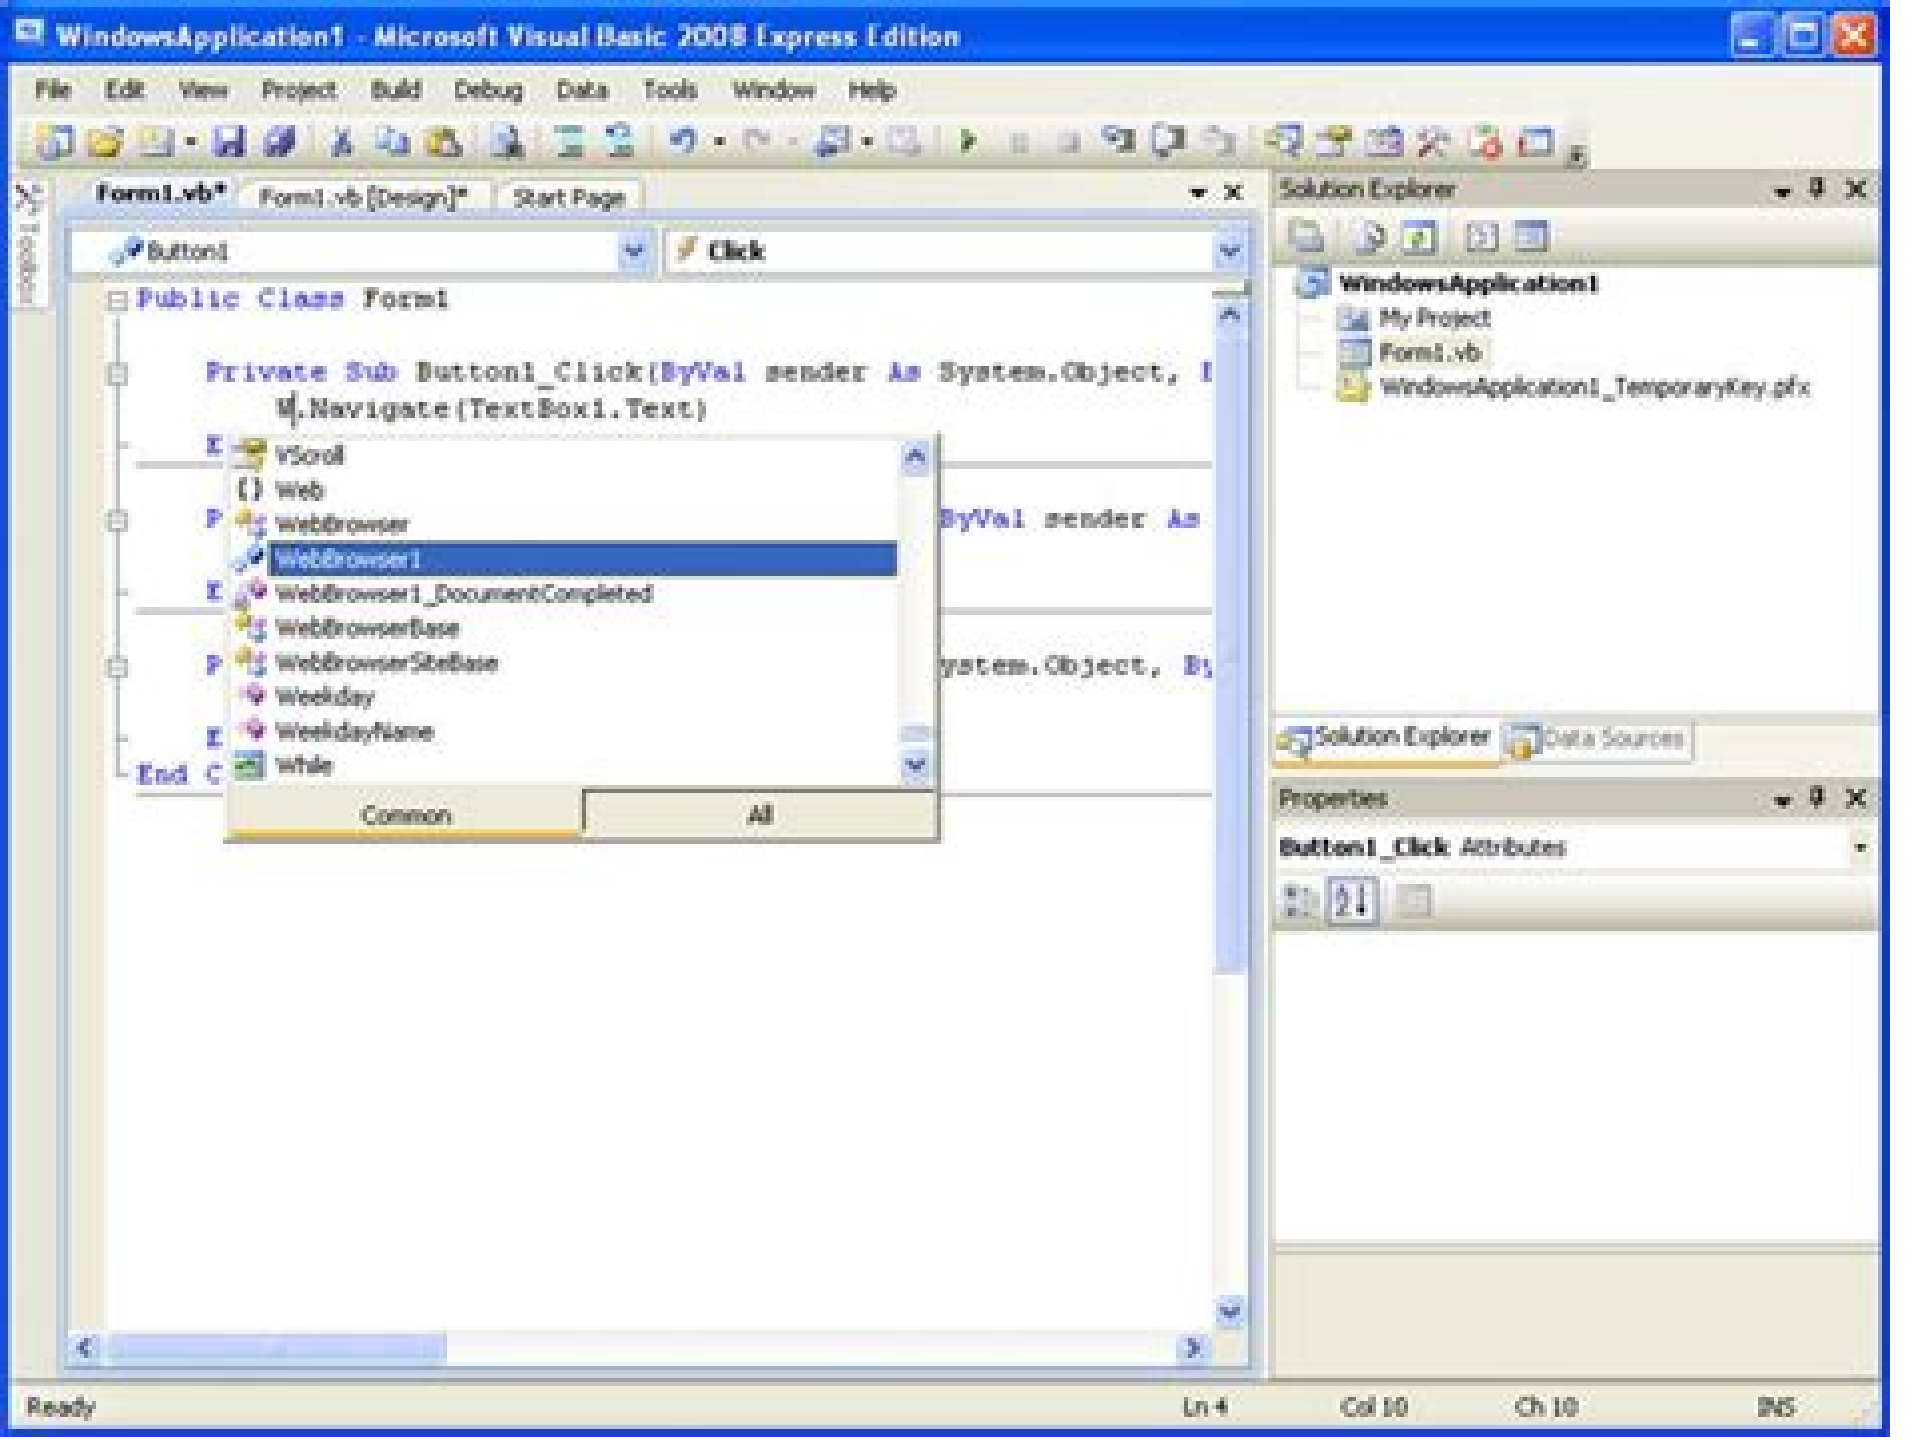 WindowsApplication1 - Microsoft Visual Basic 2008 Express Edition
File Edit View Project Build Debug Data Tools Window Help
Toolbox
Form1.vb* Form1.vb [Design]* Start Page
Button1 Click
Public Class Form1
Private Sub Button1_Click(ByVal sender As System.Object,
W.Navigate(TextBox1.Text)
E
VScroll
{} Web
WebBrowser
P ByVal sender As
WebBrowser1
E WebBrowser1_DocumentCompleted
WebBrowserBase
P WebBrowserSiteBase ystem.Object, By
Weekday
E WeekdayName
While
End C
Common All
Solution Explorer
WindowsApplication1
My Project
Form1.vb
WindowsApplication1_TemporaryKey.pfx
Solution Explorer Data Sources
Properties
Button1_Click Attributes
Ready Ln 4 Col 10 Ch 10 INS